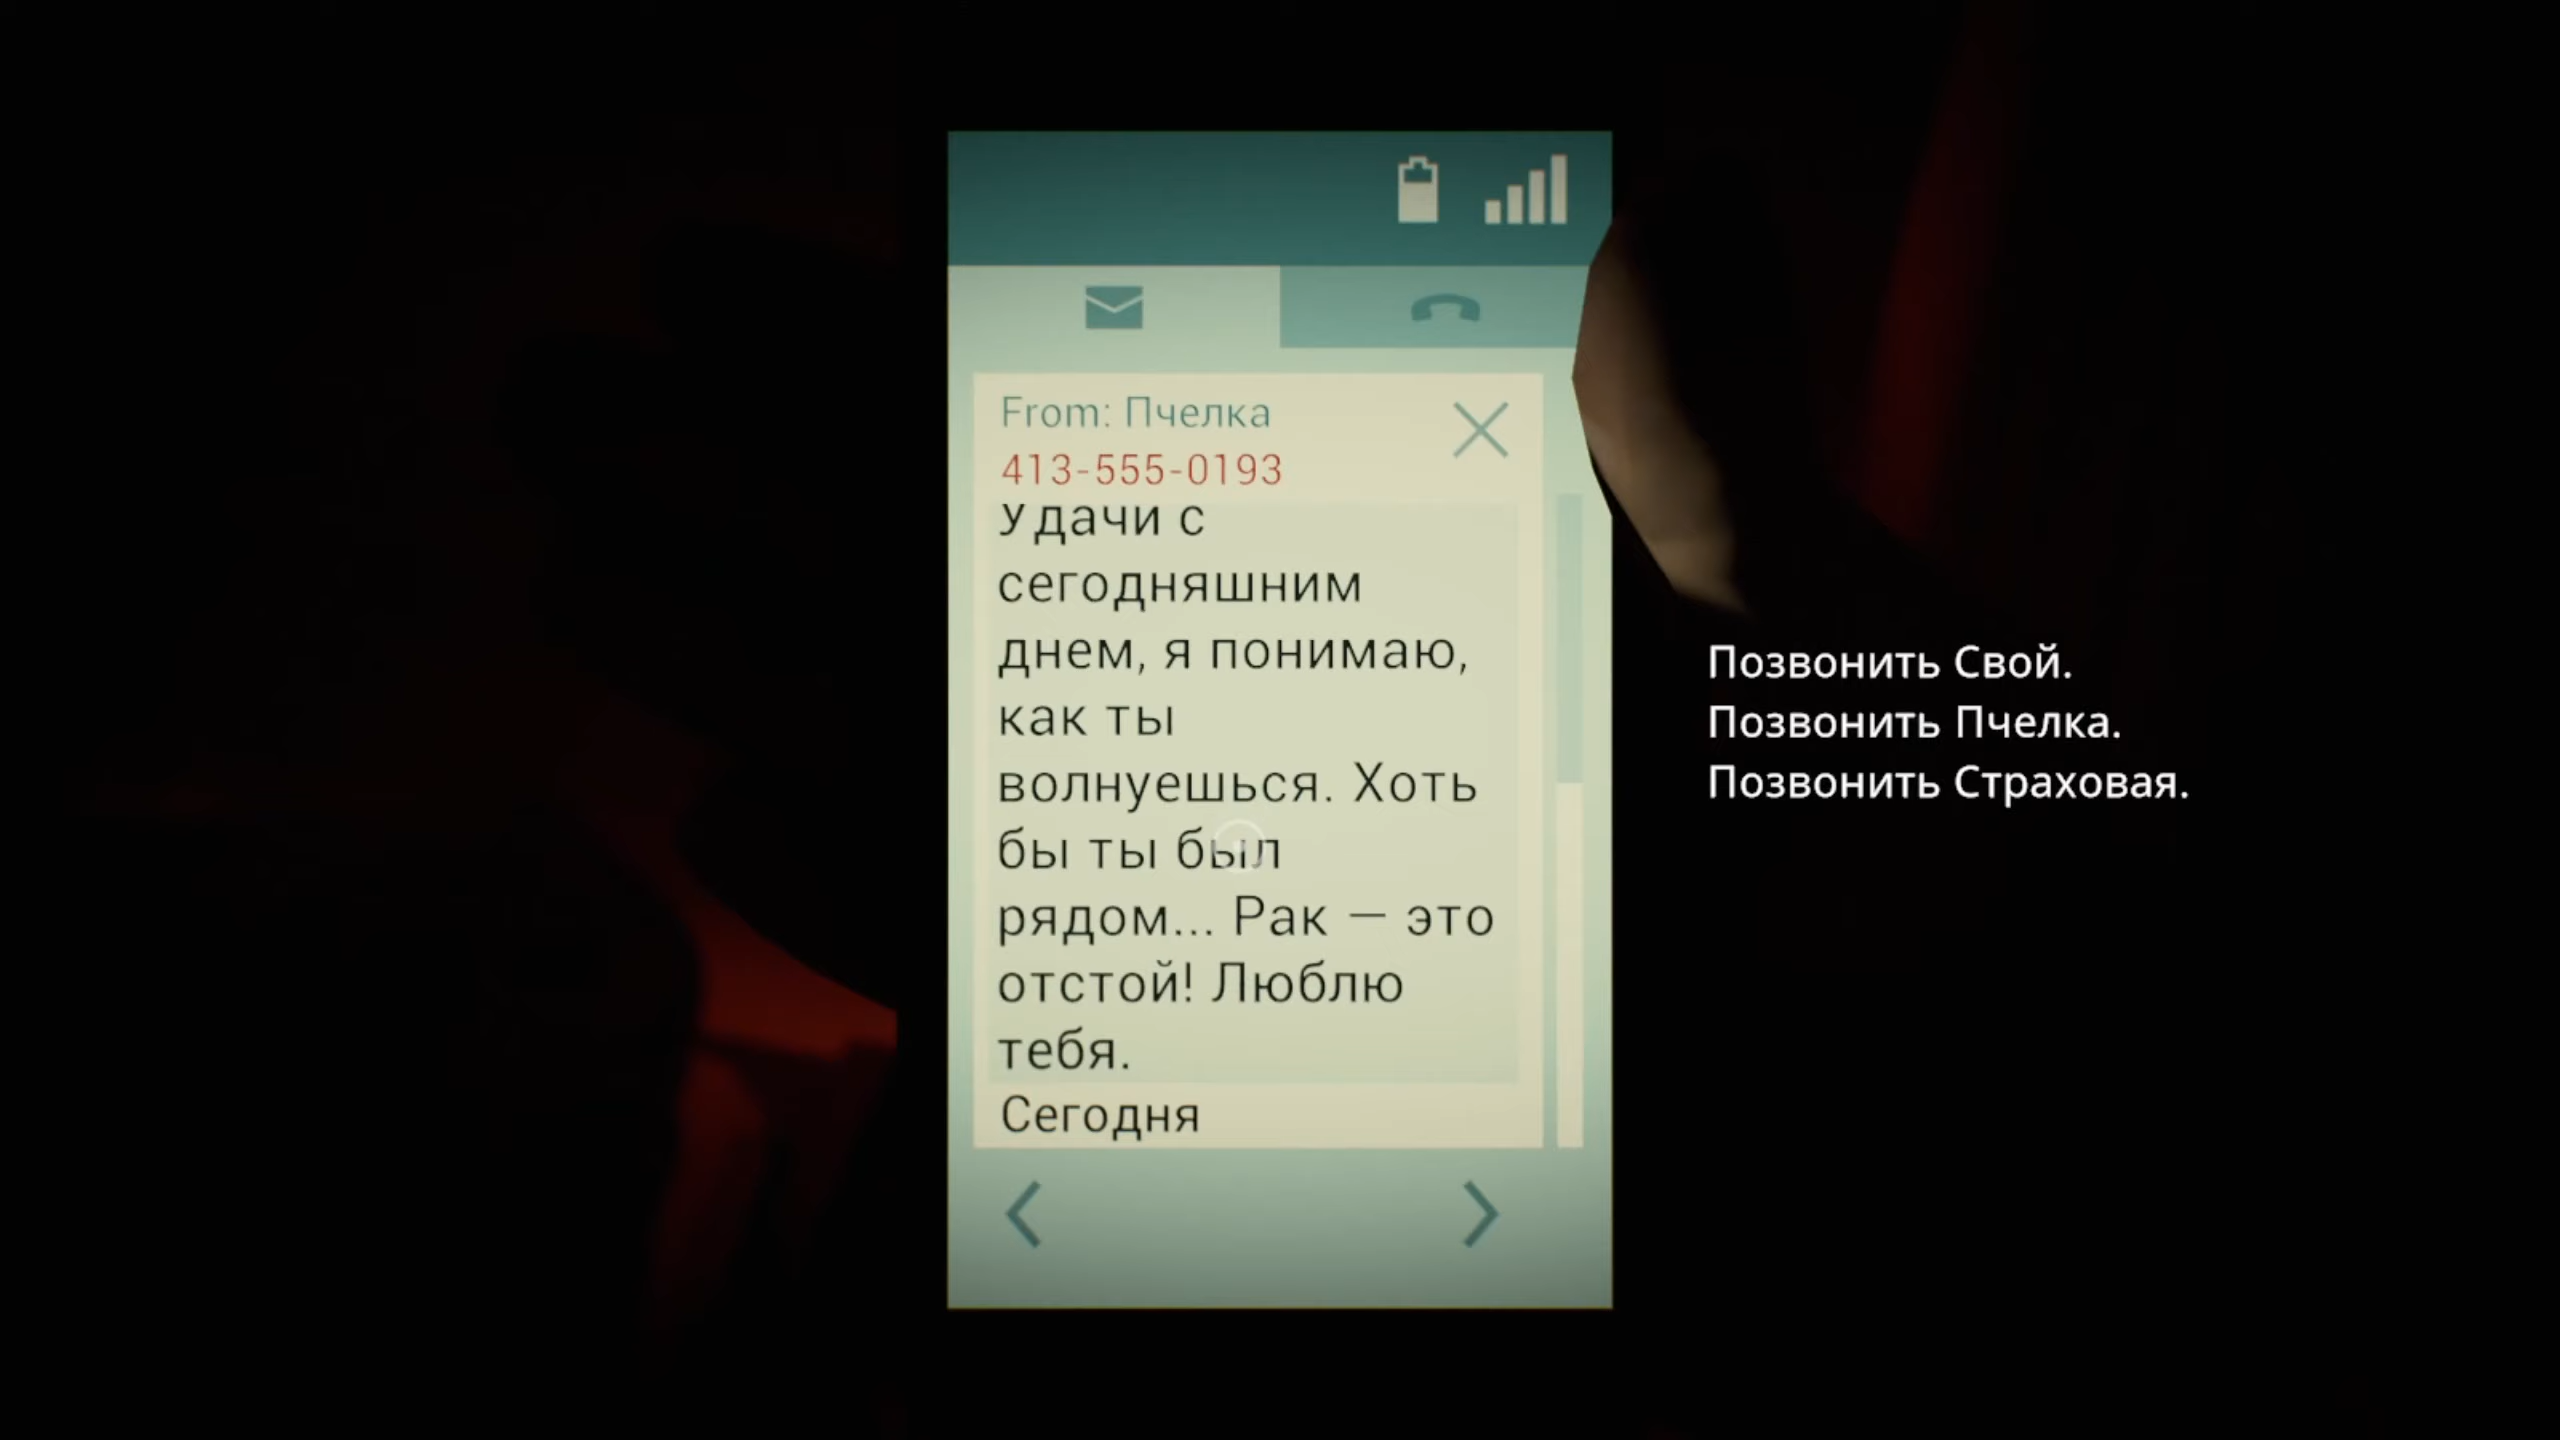 From: Пчелка
413-555-0193
Удачи с
сегодняшним
днем, я понимаю,
как ты
волнуешься. Хоть
бы ты был
рядом... Рак — это
отстой! Люблю
тебя.
Сегодня
Позвонить Свой.
Позвонить Пчелка.
Позвонить Страховая.